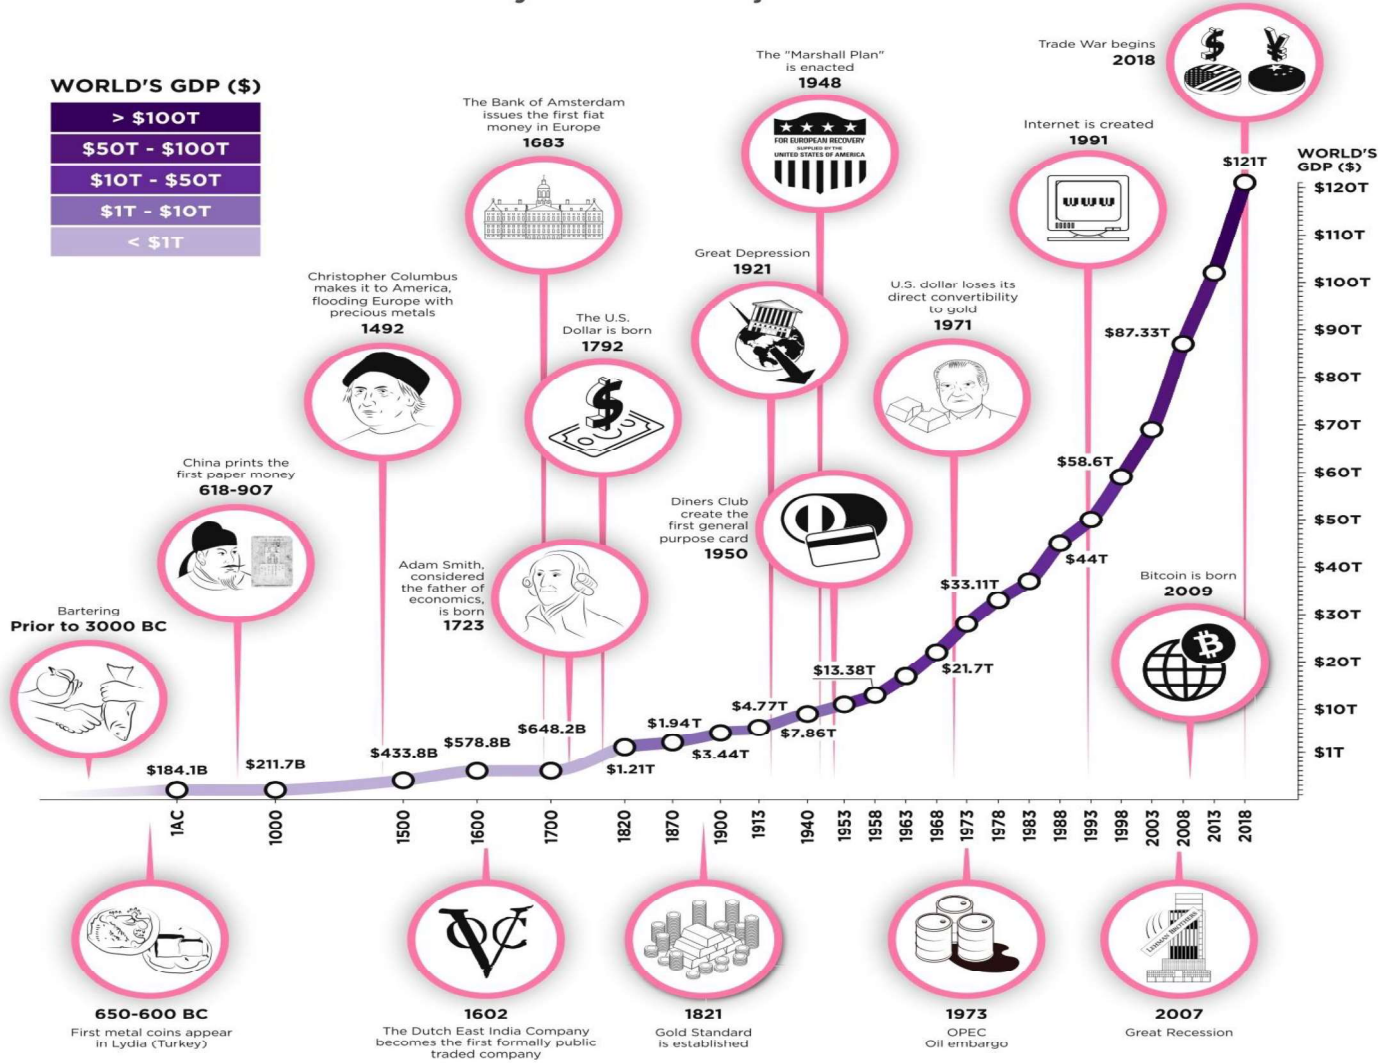 WORLD'S GDP ($)
> $100T
$50T - $100T
$10T - $50T
$1T - $10T
< $1T
Bartering
Prior to 3000 BC
China prints the
first paper money
618-907
Christopher Columbus
makes it to America,
flooding Europe with
precious metals
1492
The Bank of Amsterdam
issues the first fiat
money in Europe
1683
The U.S.
Dollar is born
1792
Adam Smith,
considered
the father of
economics,
is born
1723
The "Marshall Plan"
is enacted
1948
FOR EUROPEAN RECOVERY
SUPPLIED BY THE
UNITED STATES OF AMERICA
Great Depression
1921
Diners Club
create the
first general
purpose card
1950
U.S. dollar loses its
direct convertibility
to gold
1971
Internet is created
1991
WWW
Trade War begins
2018
Bitcoin is born
2009
WORLD'S
GDP ($)
$120T
$110T
$100T
$90T
$80T
$70T
$60T
$50T
$40T
$30T
$20T
$10T
$1T
$184.1B
$211.7B
$433.8B
$578.8B
$648.2B
$1.21T
$1.94T
$3.44T
$4.77T
$7.86T
$13.38T
$21.7T
$33.11T
$44T
$58.6T
$87.33T
$121T
1AC
1000
1500
1600
1700
1820
1870
1900
1913
1940
1953
1958
1963
1968
1973
1978
1983
1988
1993
1998
2003
2008
2013
2018
650-600 BC
First metal coins appear
in Lydia (Turkey)
VOC
1602
The Dutch East India Company
becomes the first formally public
traded company
1821
Gold Standard
is established
1973
OPEC
Oil embargo
LEHMAN BROTHERS
2007
Great Recession